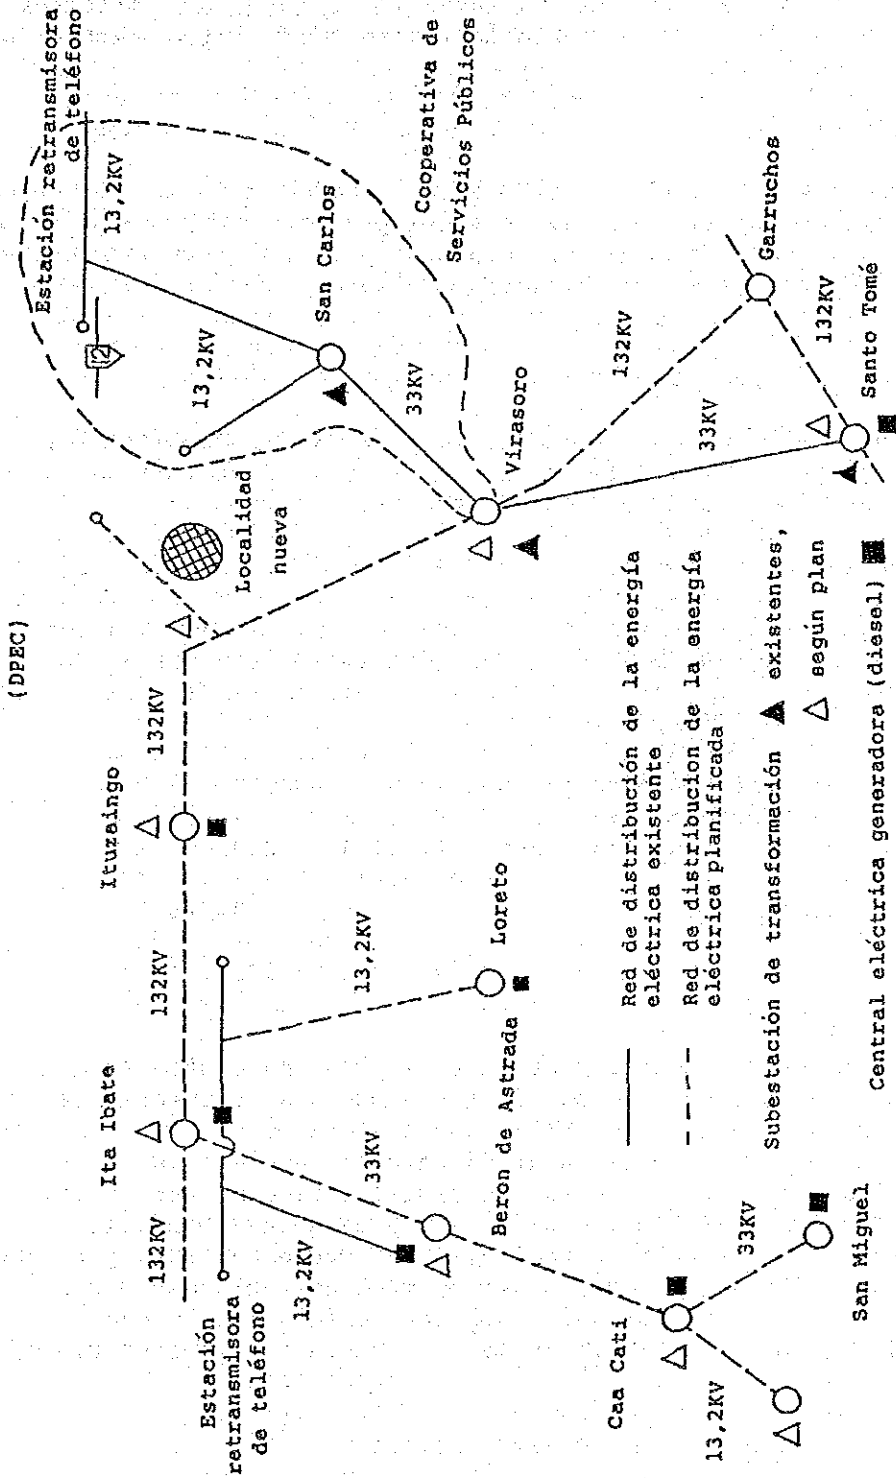 (DPEC)
Estación retransmisora
de teléfono
13,2KV
12
13,2KV
San Carlos
33KV
Cooperativa de
Servicios Públicos
Localidad
nueva
Virasoro
132KV
Garruchos
132KV
33KV
Santo Tomé
132KV
Ituzaingo
132KV
Ita Ibate
132KV
Estación
retransmisora
de teléfono
13,2KV
33KV
13,2KV
Loreto
Beron de Astrada
Caa Cati
33KV
13,2KV
San Miguel
Red de distribución de la energía
eléctrica existente
Red de distribucion de la energía
eléctrica planificada
Subestación de transformación existentes,
según plan
Central eléctrica generadora (diesel)